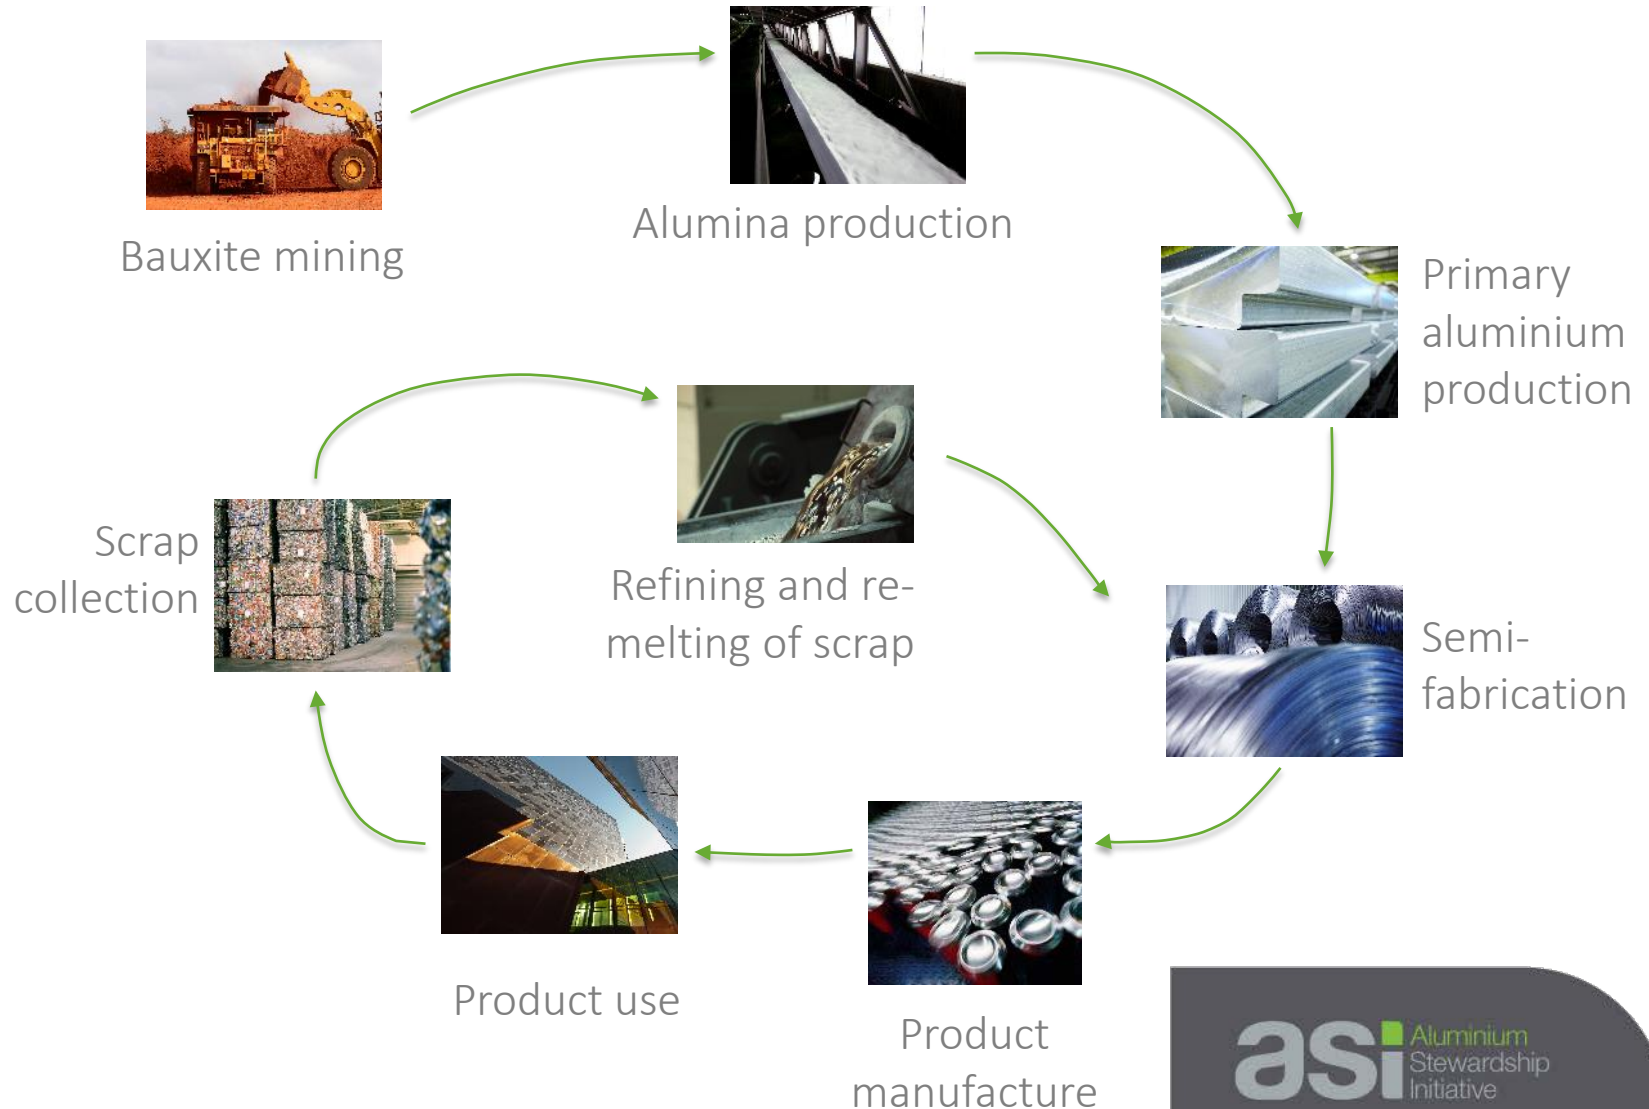 Bauxite mining
Alumina production
Primary
aluminium
production
Scrap
collection
Refining and re-
melting of scrap
Semi-
fabrication
Product use
Product
manufacture
asi
Aluminium
Stewardship
Initiative